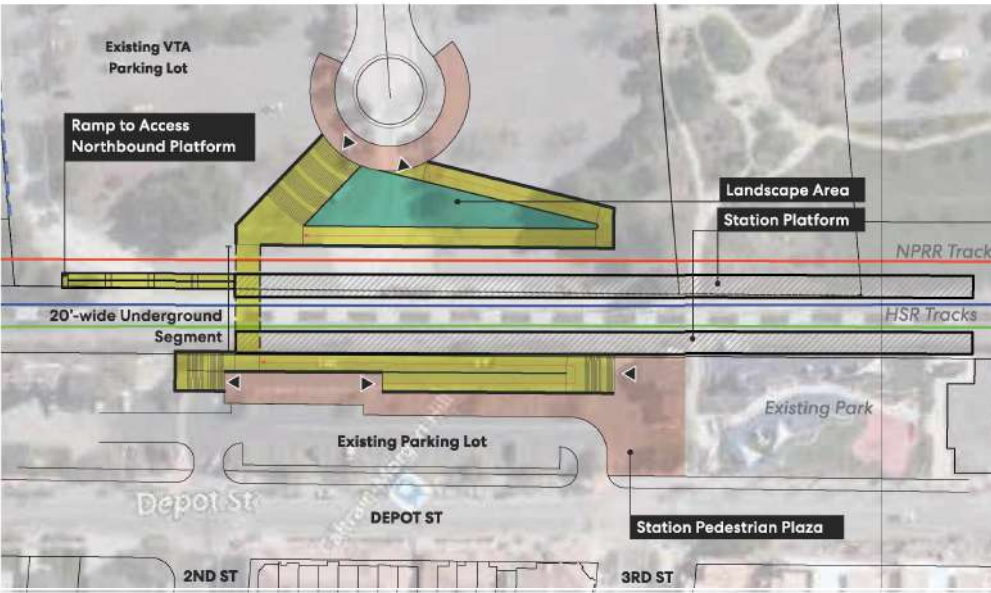 Existing VTA
Parking Lot
Ramp to Access
Northbound Platform
Landscape Area
Station Platform
NPRR Track
HSR Tracks
20'-wide Underground
Segment
Existing Park
Existing Parking Lot
Depot St
DEPOT ST
Station Pedestrian Plaza
2ND ST
3RD ST